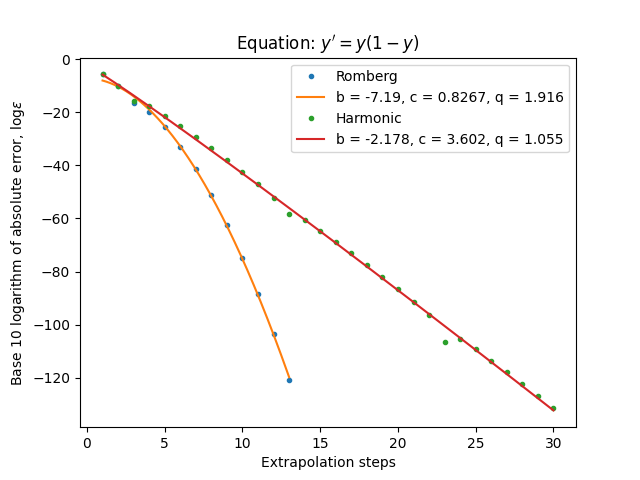 Equation: y' = y(1 − y)
Romberg
b = -7.19, c = 0.8267, q = 1.916
Harmonic
b = -2.178, c = 3.602, q = 1.055
0
−20
−40
−60
−80
−100
−120
Base 10 logarithm of absolute error, logε
0 5 10 15 20 25 30
Extrapolation steps